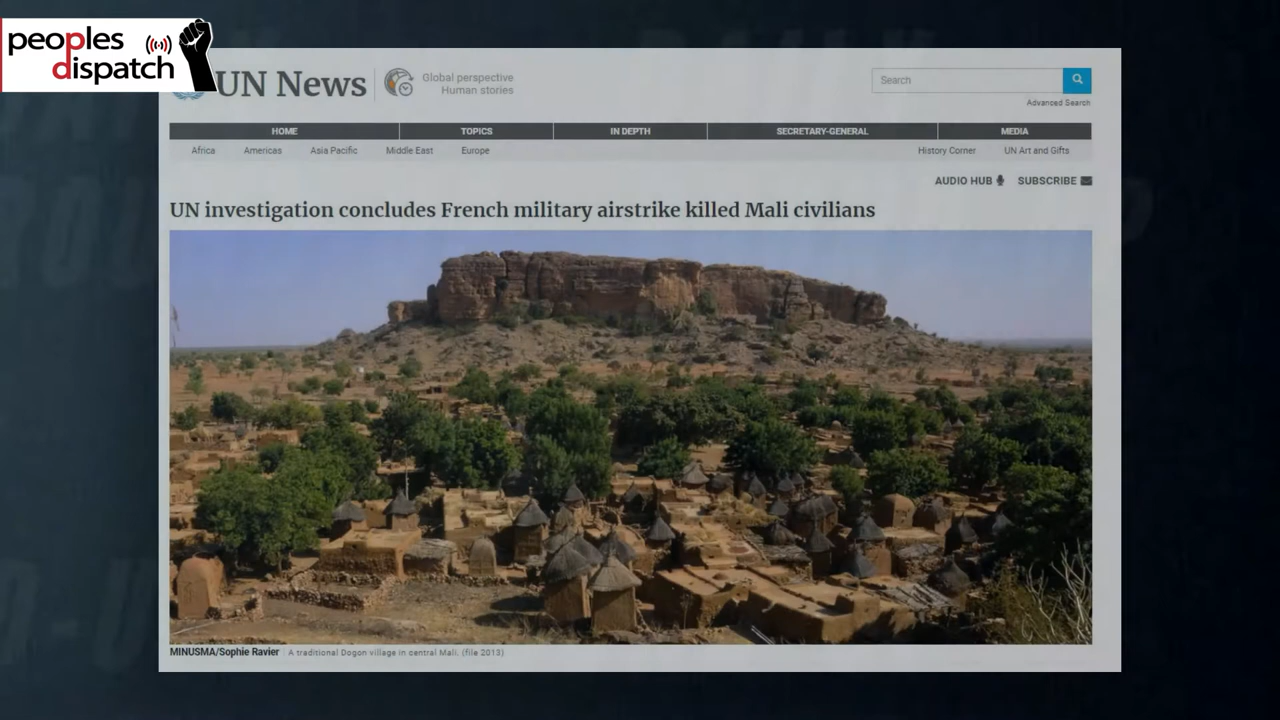 peoples
dispatch
UN News
Global perspective
Human stories
Search
Advanced Search
HOME
TOPICS
IN DEPTH
SECRETARY-GENERAL
MEDIA
Africa
Americas
Asia Pacific
Middle East
Europe
History Corner
UN Art and Gifts
AUDIO HUB
SUBSCRIBE
UN investigation concludes French military airstrike killed Mali civilians
MINUSMA/Sophie Ravier | A traditional Dogon village in central Mali. (file 2013)